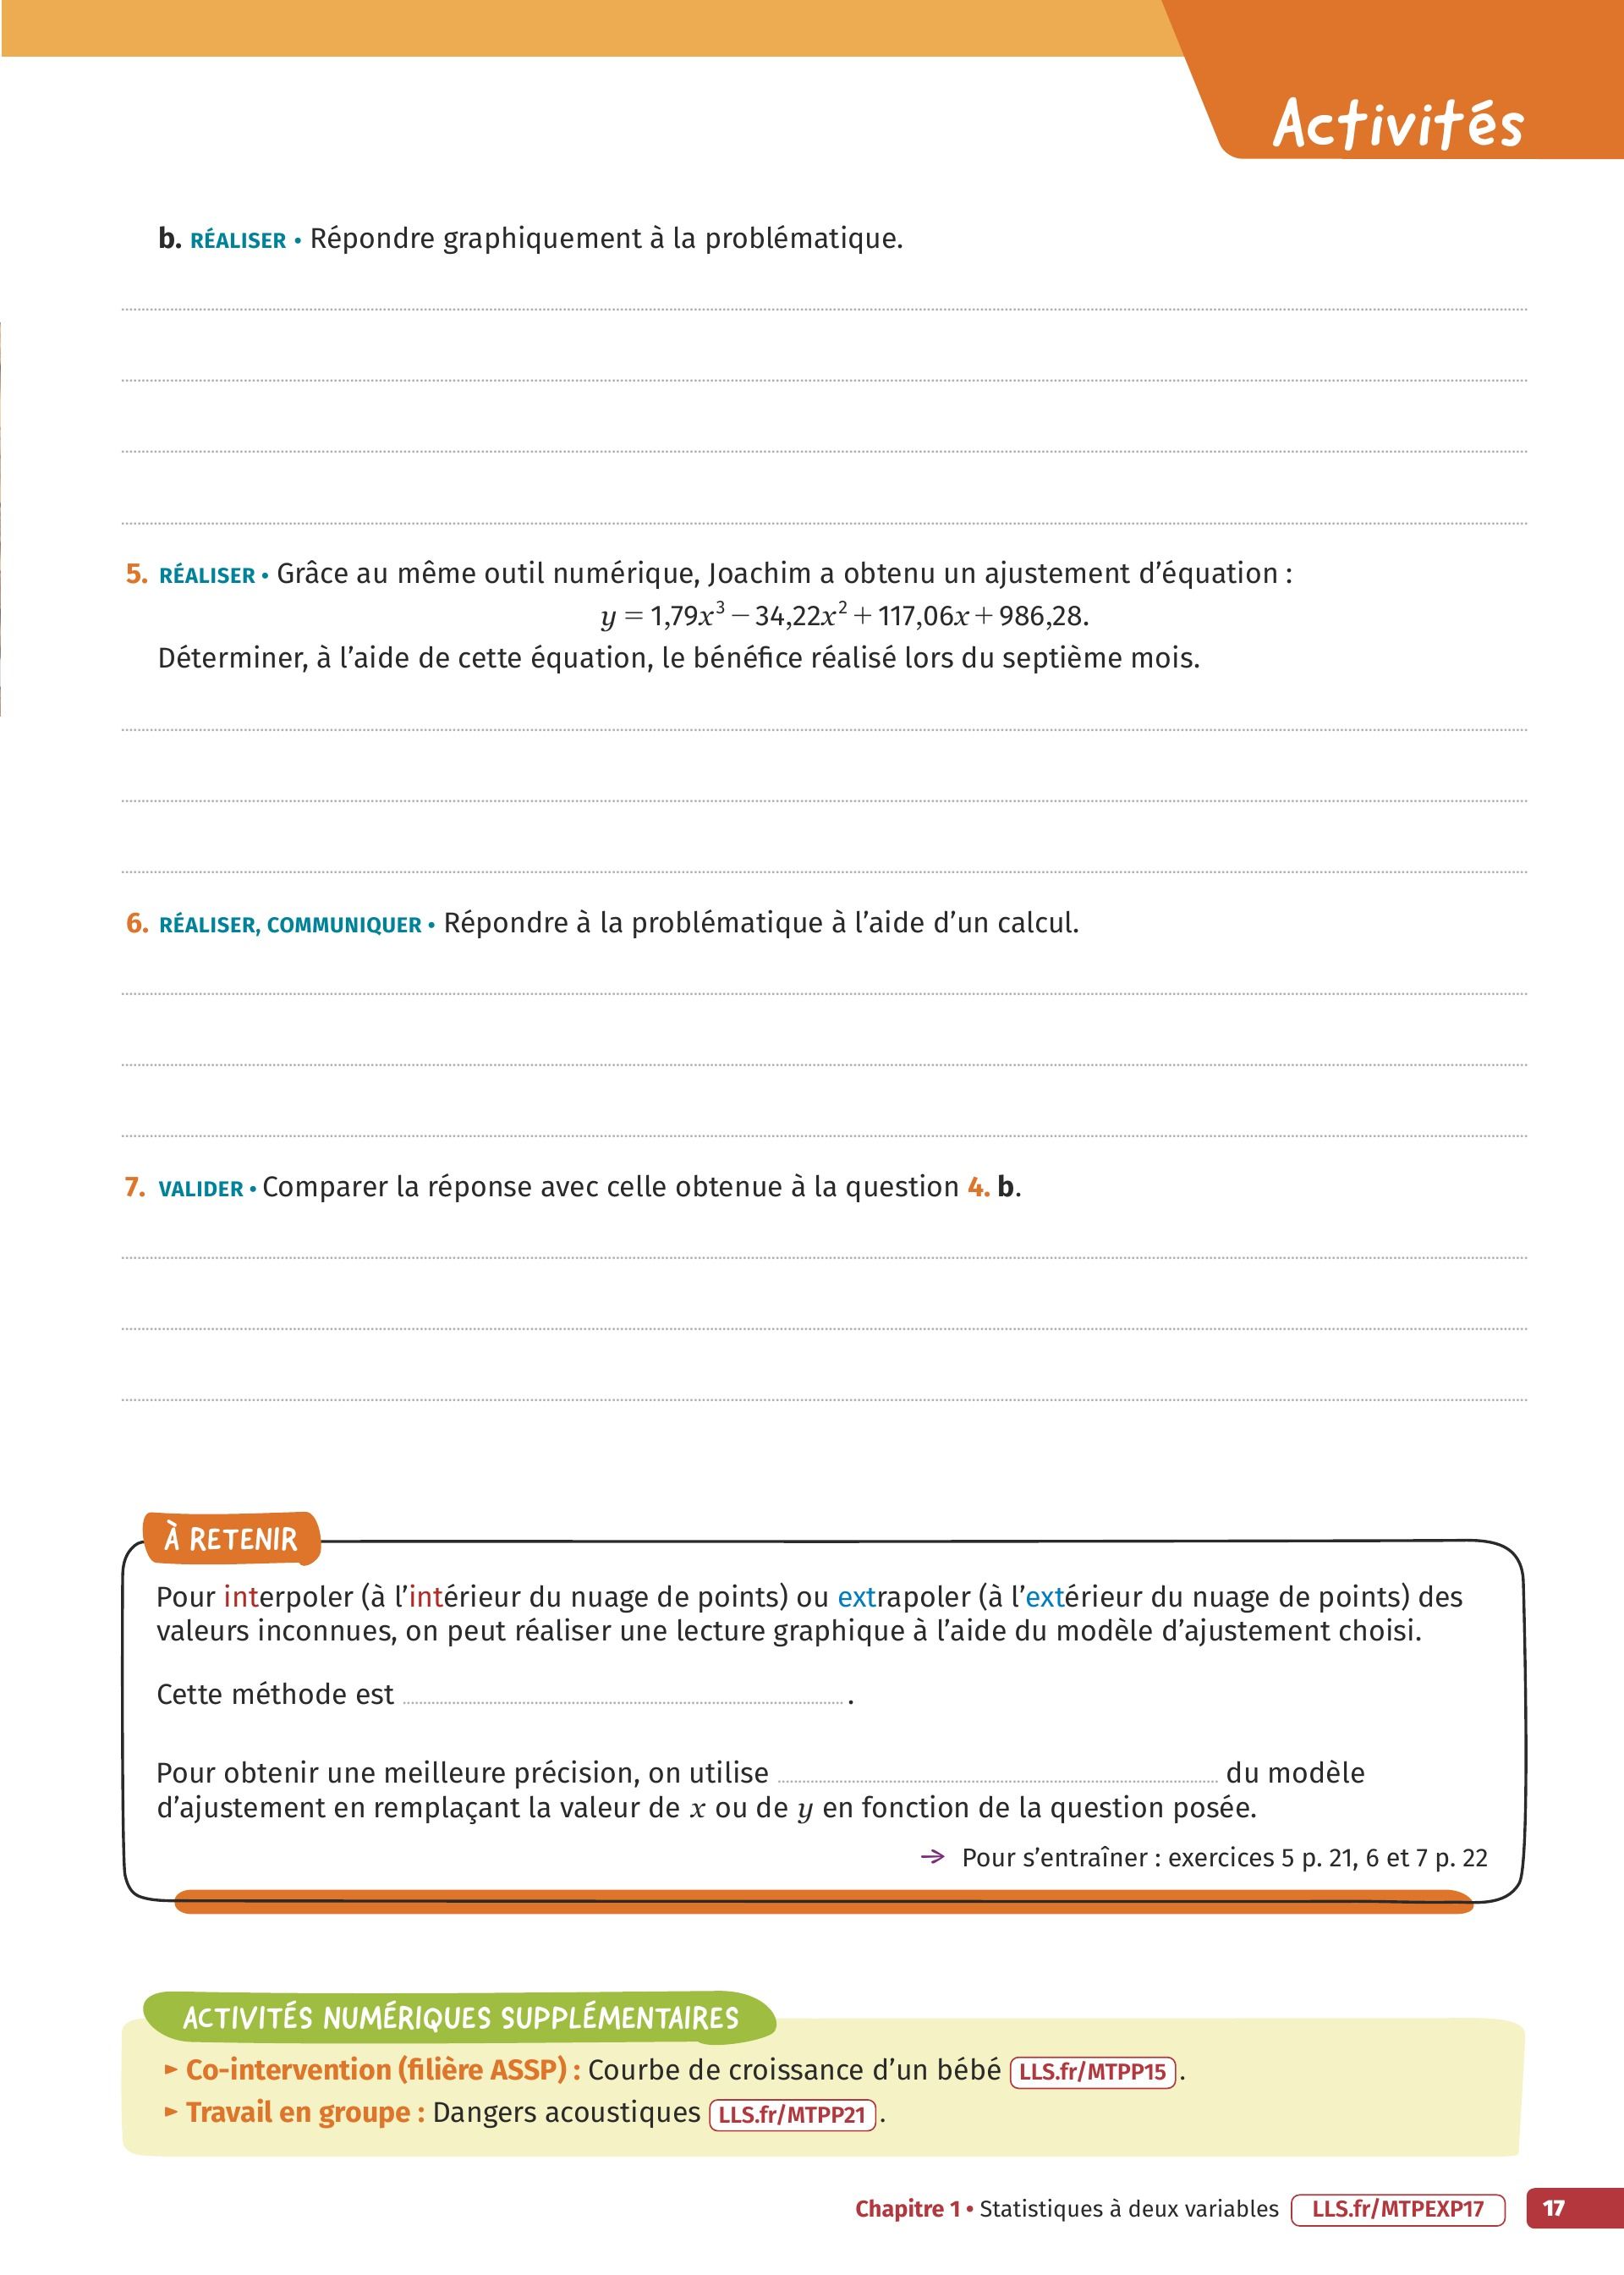 Activités
b. RÉALISER • Répondre graphiquement à la problématique.
5. RÉALISER • Grâce au même outil numérique, Joachim a obtenu un ajustement d'équation :
y = 1,79x³ − 34,22x² + 117,06x + 986,28.
Déterminer, à l'aide de cette équation, le bénéfice réalisé lors du septième mois.
6. RÉALISER, COMMUNIQUER • Répondre à la problématique à l'aide d'un calcul.
7. VALIDER • Comparer la réponse avec celle obtenue à la question 4. b.
À RETENIR
Pour interpoler (à l'intérieur du nuage de points) ou extrapoler (à l'extérieur du nuage de points) des
valeurs inconnues, on peut réaliser une lecture graphique à l'aide du modèle d'ajustement choisi.
Cette méthode est .
Pour obtenir une meilleure précision, on utilise du modèle
d'ajustement en remplaçant la valeur de x ou de y en fonction de la question posée.
→ Pour s'entraîner : exercices 5 p. 21, 6 et 7 p. 22
ACTIVITÉS NUMÉRIQUES SUPPLÉMENTAIRES
► Co-intervention (filière ASSP) : Courbe de croissance d'un bébé LLS.fr/MTPP15 .
► Travail en groupe : Dangers acoustiques LLS.fr/MTPP21 .
Chapitre 1 • Statistiques à deux variables LLS.fr/MTPEXP17 17